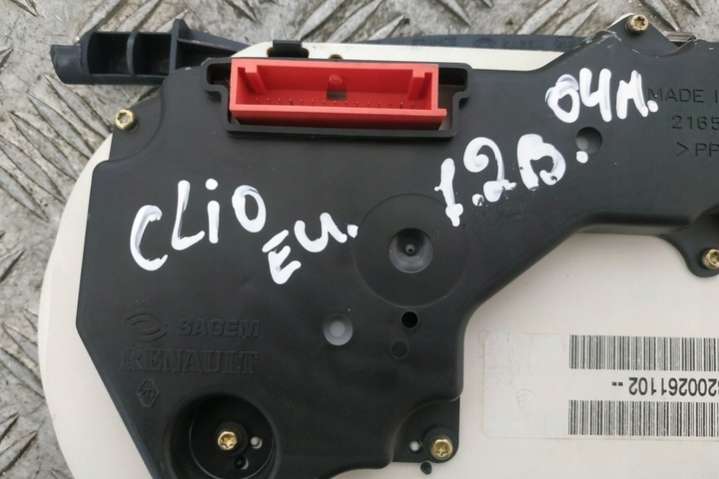 CLIO EU. 1.2B. 04M.
MADE I
2165
>PP
SAGEM
RENAULT
8200261102 --